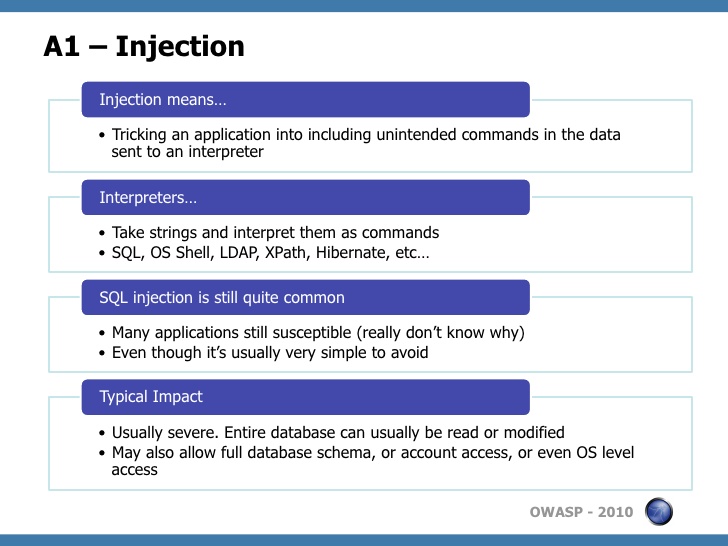 A1 – Injection
Injection means…
• Tricking an application into including unintended commands in the data
sent to an interpreter
Interpreters…
• Take strings and interpret them as commands
• SQL, OS Shell, LDAP, XPath, Hibernate, etc…
SQL injection is still quite common
• Many applications still susceptible (really don’t know why)
• Even though it’s usually very simple to avoid
Typical Impact
• Usually severe. Entire database can usually be read or modified
• May also allow full database schema, or account access, or even OS level
access
OWASP - 2010